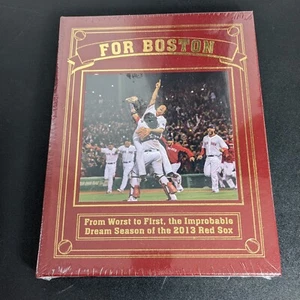 FOR BOSTON
From Worst to First, the Improbable
Dream Season of the 2013 Red Sox